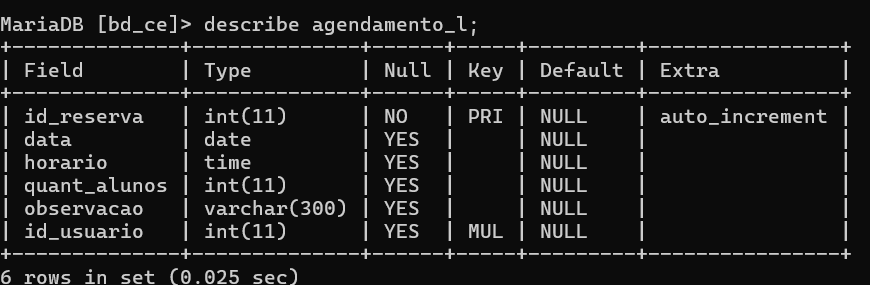 MariaDB [bd_ce]> describe agendamento_l;
+--------------+--------------+------+-----+---------+----------------+
| Field        | Type         | Null | Key | Default | Extra          |
+--------------+--------------+------+-----+---------+----------------+
| id_reserva   | int(11)      | NO   | PRI | NULL    | auto_increment |
| data         | date         | YES  |     | NULL    |                |
| horario      | time         | YES  |     | NULL    |                |
| quant_alunos | int(11)      | YES  |     | NULL    |                |
| observacao   | varchar(300) | YES  |     | NULL    |                |
| id_usuario   | int(11)      | YES  | MUL | NULL    |                |
+--------------+--------------+------+-----+---------+----------------+
6 rows in set (0.025 sec)